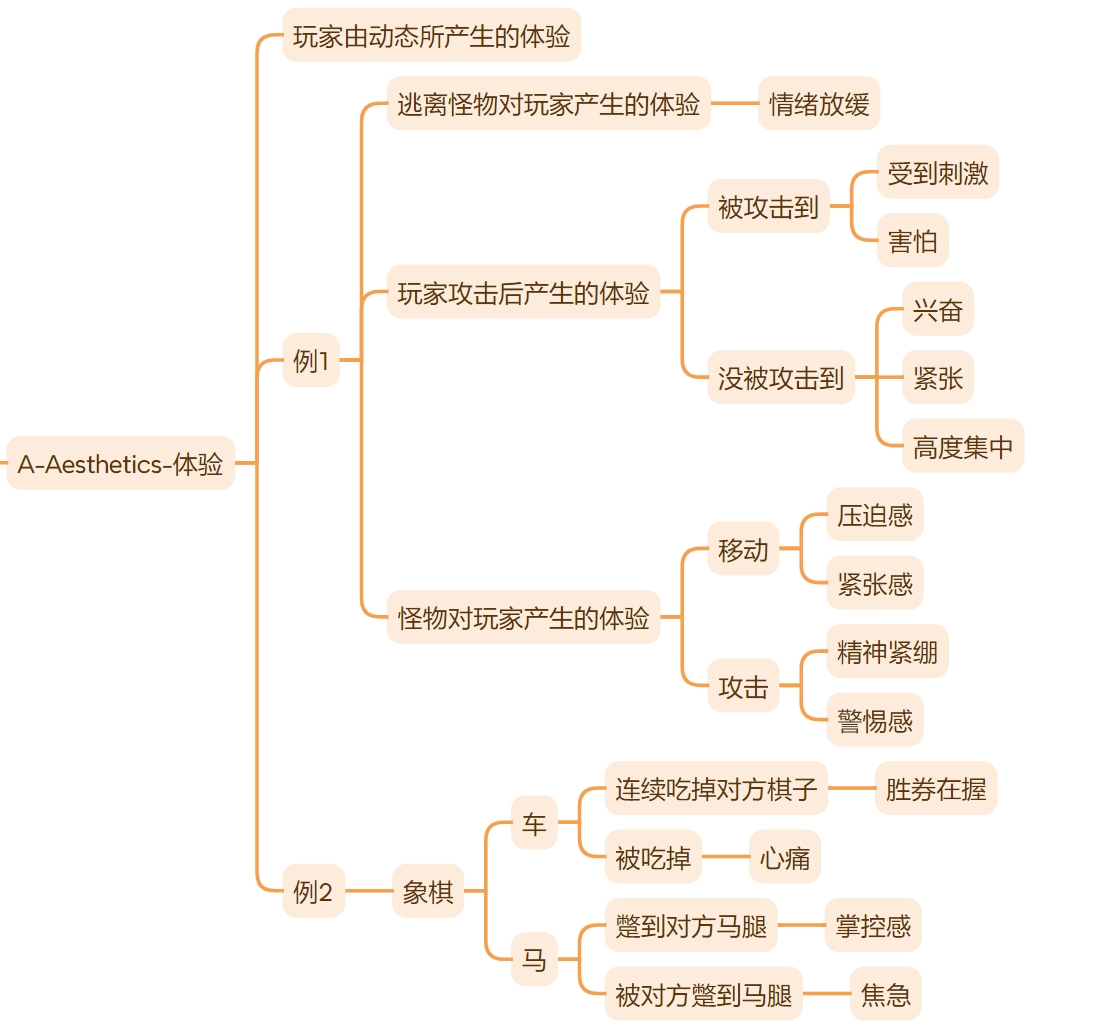 玩家由动态所产生的体验
逃离怪物对玩家产生的体验
情绪放缓
受到刺激
被攻击到
害怕
玩家攻击后产生的体验
兴奋
例1
没被攻击到
紧张
高度集中
A-Aesthetics-体验
压迫感
移动
紧张感
怪物对玩家产生的体验
精神紧绷
攻击
警惕感
连续吃掉对方棋子
胜券在握
车
被吃掉
心痛
例2
象棋
蹩到对方马腿
掌控感
马
被对方蹩到马腿
焦急